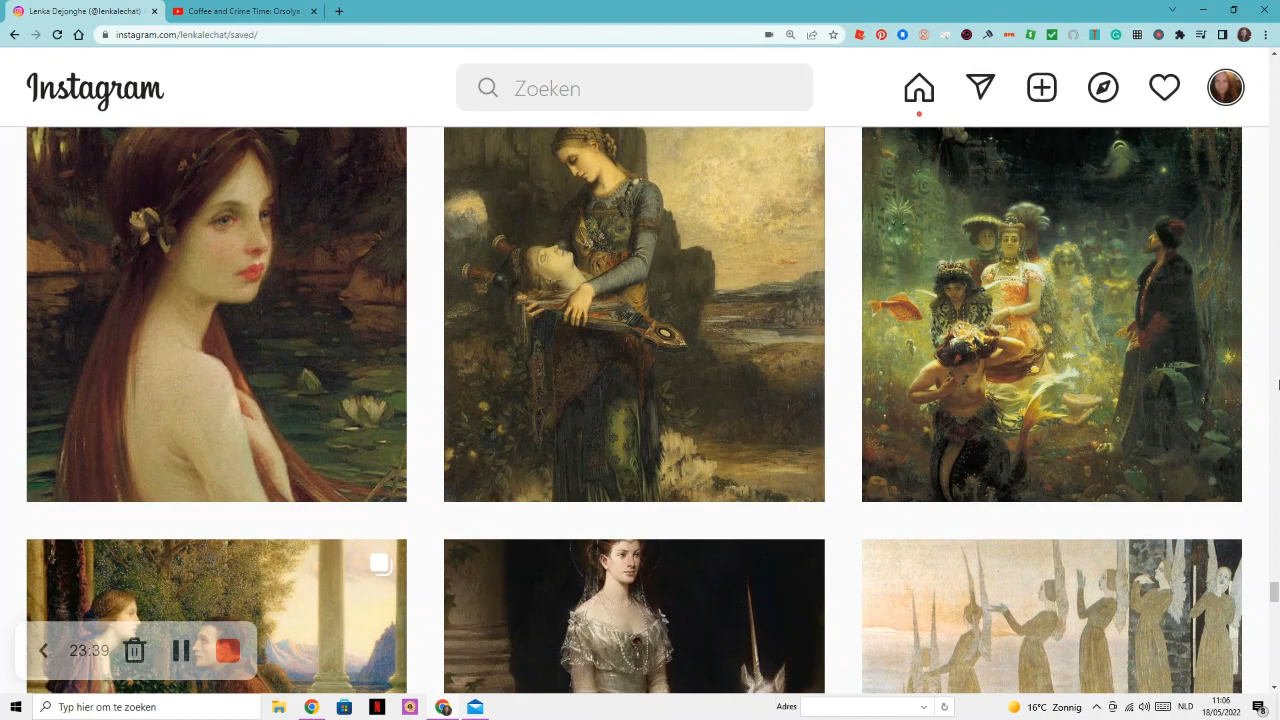 Lenka Dejonghe (@lenkalechat)
Coffee and Crime Time: Orsolya
instagram.com/lenkalechat/saved/
Instagram
Zoeken
23:39
Typ hier om te zoeken
Adres
16°C Zonnig
NLD
11:06
18/05/2022